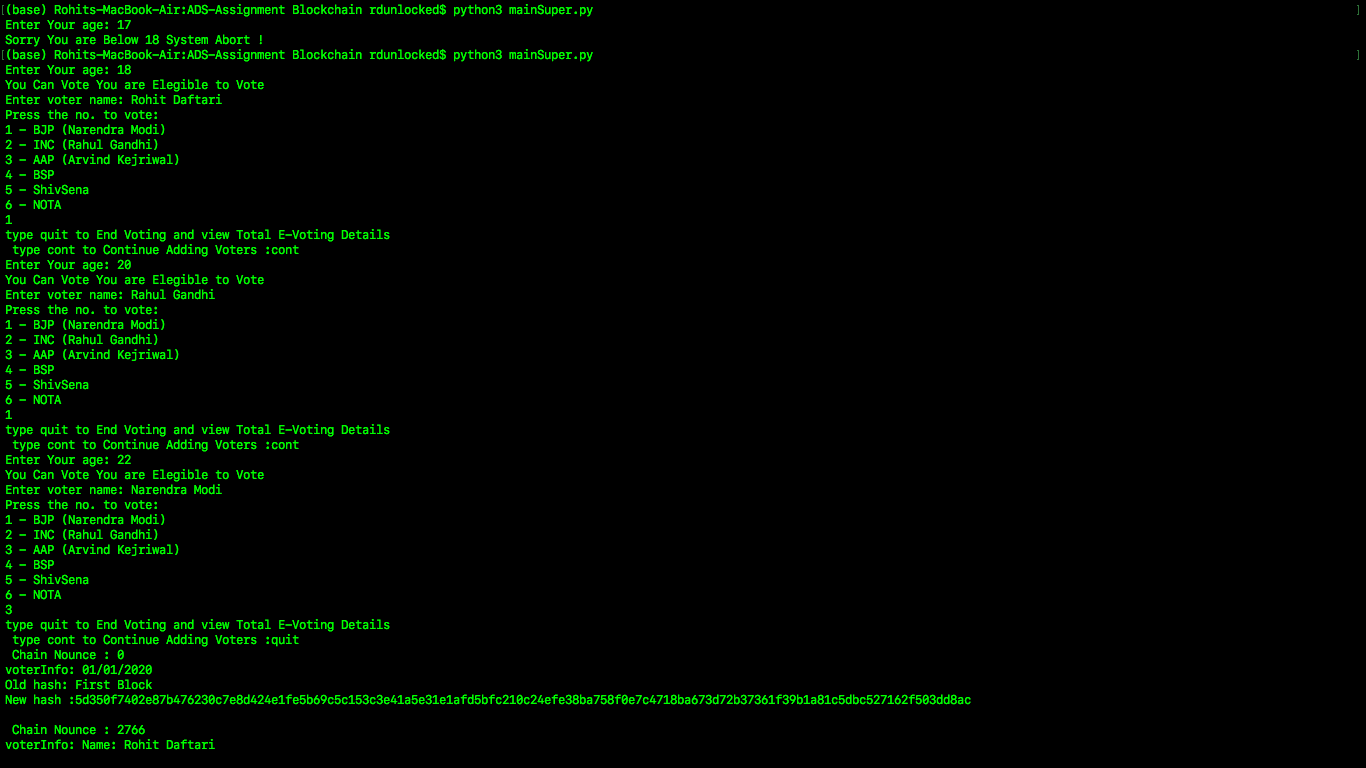 (base) Rohits-MacBook-Air:ADS-Assignment Blockchain rdunlocked$ python3 mainSuper.py
Enter Your age: 17
Sorry You are Below 18 System Abort !
(base) Rohits-MacBook-Air:ADS-Assignment Blockchain rdunlocked$ python3 mainSuper.py
Enter Your age: 18
You Can Vote You are Elegible to Vote
Enter voter name: Rohit Daftari
Press the no. to vote:
1 - BJP (Narendra Modi)
2 - INC (Rahul Gandhi)
3 - AAP (Arvind Kejriwal)
4 - BSP
5 - ShivSena
6 - NOTA
1
type quit to End Voting and view Total E-Voting Details
 type cont to Continue Adding Voters :cont
Enter Your age: 20
You Can Vote You are Elegible to Vote
Enter voter name: Rahul Gandhi
Press the no. to vote:
1 - BJP (Narendra Modi)
2 - INC (Rahul Gandhi)
3 - AAP (Arvind Kejriwal)
4 - BSP
5 - ShivSena
6 - NOTA
1
type quit to End Voting and view Total E-Voting Details
 type cont to Continue Adding Voters :cont
Enter Your age: 22
You Can Vote You are Elegible to Vote
Enter voter name: Narendra Modi
Press the no. to vote:
1 - BJP (Narendra Modi)
2 - INC (Rahul Gandhi)
3 - AAP (Arvind Kejriwal)
4 - BSP
5 - ShivSena
6 - NOTA
3
type quit to End Voting and view Total E-Voting Details
 type cont to Continue Adding Voters :quit
 Chain Nounce : 0
voterInfo: 01/01/2020
Old hash: First Block
New hash :5d350f7402e87b476230c7e8d424e1fe5b69c5c153c3e41a5e31e1afd5bfc210c24efe38ba758f0e7c4718ba673d72b37361f39b1a81c5dbc527162f503dd8ac
 Chain Nounce : 2766
voterInfo: Name: Rohit Daftari